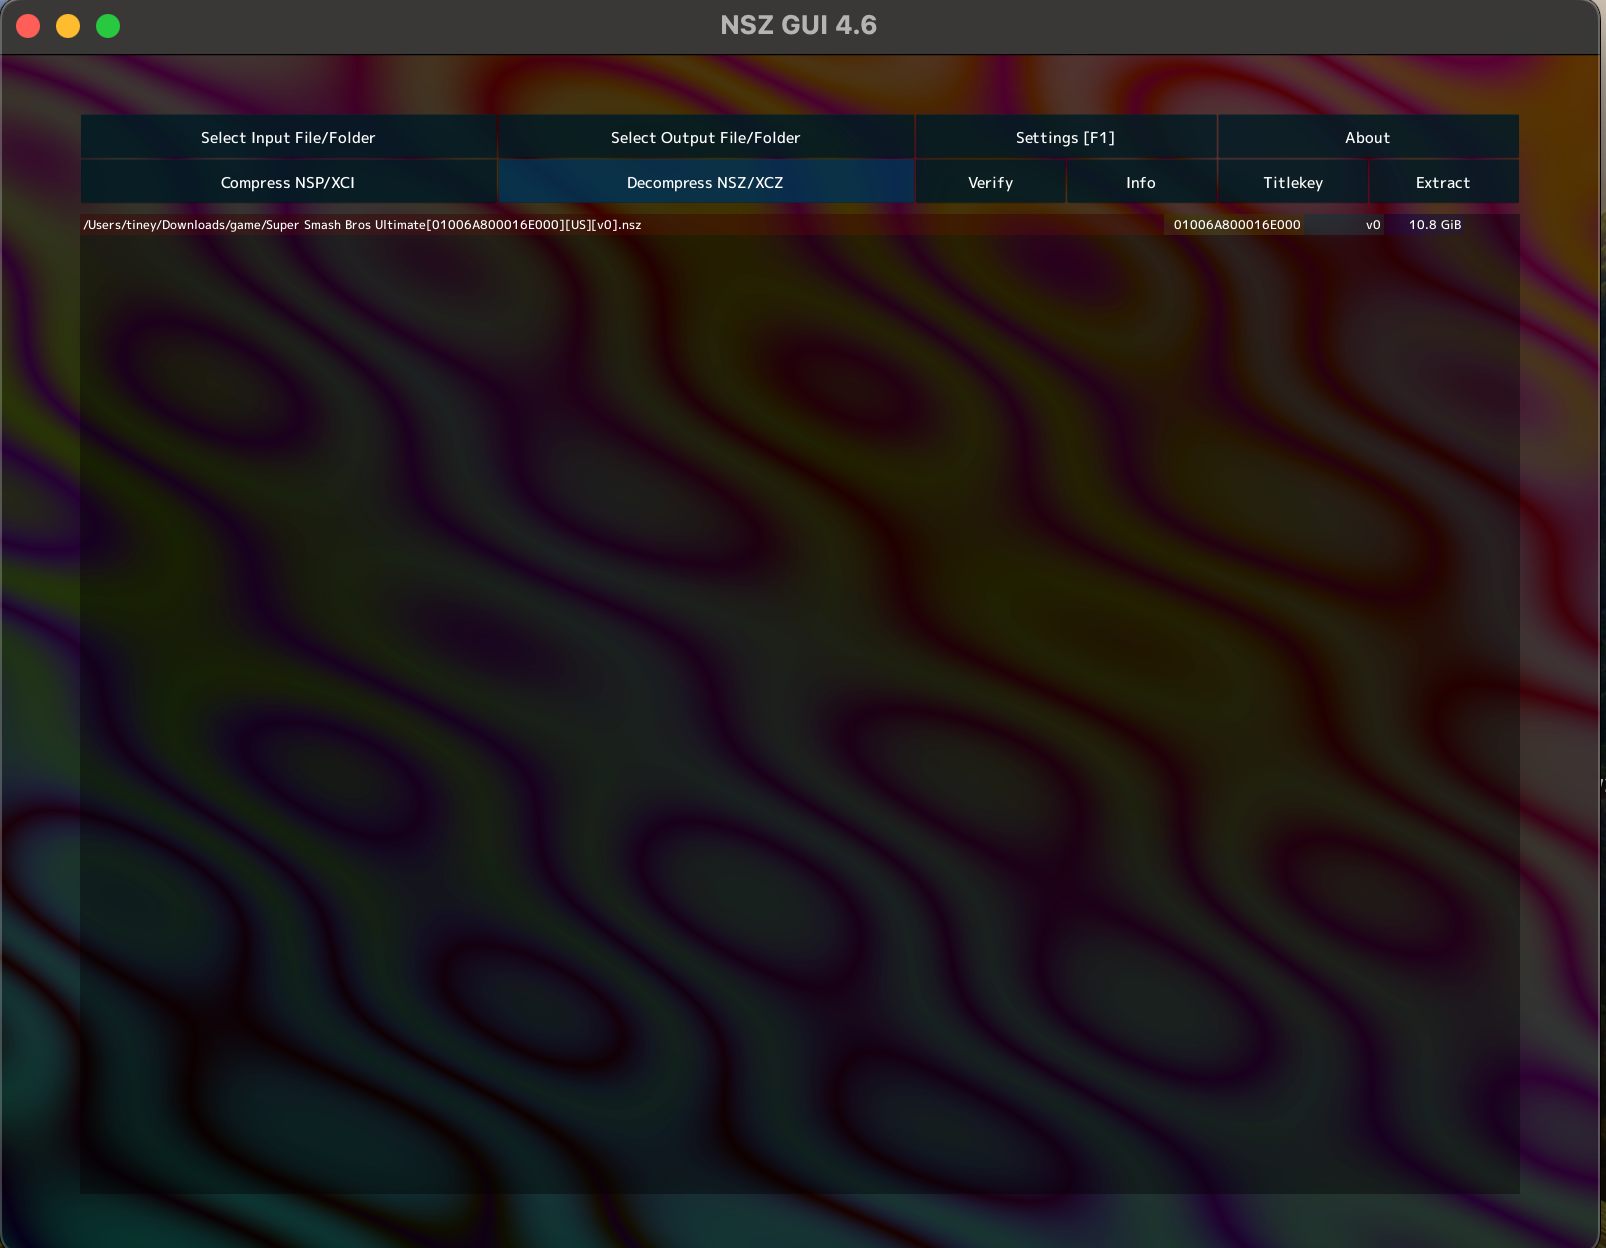 NSZ GUI 4.6
Select Input File/Folder Select Output File/Folder Settings [F1] About
Compress NSP/XCI Decompress NSZ/XCZ Verify Info Titlekey Extract
/Users/tiney/Downloads/game/Super Smash Bros Ultimate[01006A800016E000][US][v0].nsz 01006A800016E000 v0 10.8 GiB